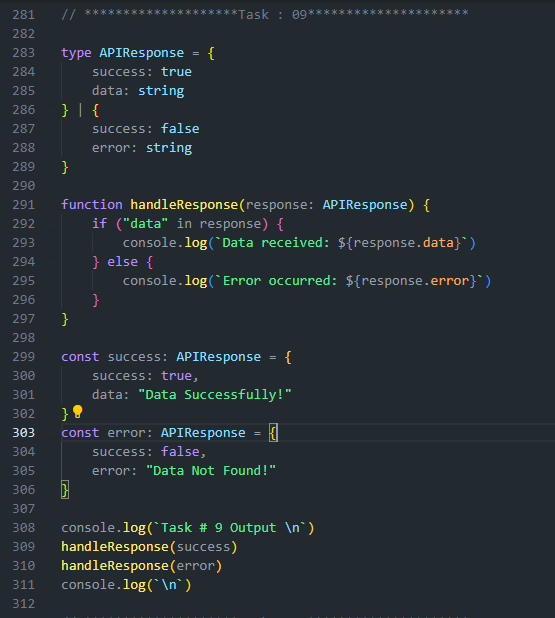 281 // ********************Task : 09*********************
282
283 type APIResponse = {
284     success: true
285     data: string
286 } | {
287     success: false
288     error: string
289 }
290
291 function handleResponse(response: APIResponse) {
292     if ("data" in response) {
293         console.log(`Data received: ${response.data}`)
294     } else {
295         console.log(`Error occurred: ${response.error}`)
296     }
297 }
298
299 const success: APIResponse = {
300     success: true,
301     data: "Data Successfully!"
302 }
303 const error: APIResponse = {
304     success: false,
305     error: "Data Not Found!"
306 }
307
308 console.log(`Task # 9 Output \n`)
309 handleResponse(success)
310 handleResponse(error)
311 console.log(`\n`)
312